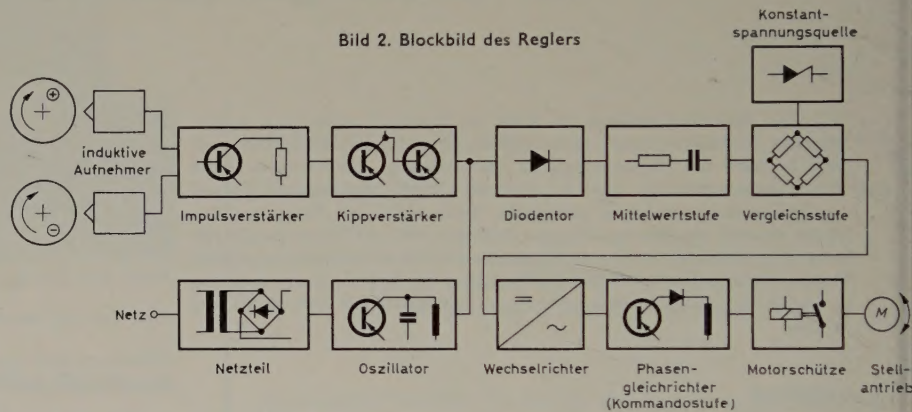 Konstant-
spannungsquelle
Bild 2. Blockbild des Reglers
induktive
Aufnehmer
Impulsverstärker
Kippverstärker
Diodentor
Mittelwertstufe
Vergleichsstufe
Netz
Netzteil
Oszillator
Wechselrichter
Phasen-
gleichrichter
(Kommandostufe)
Motorschütze
M
Stell-
antrieb